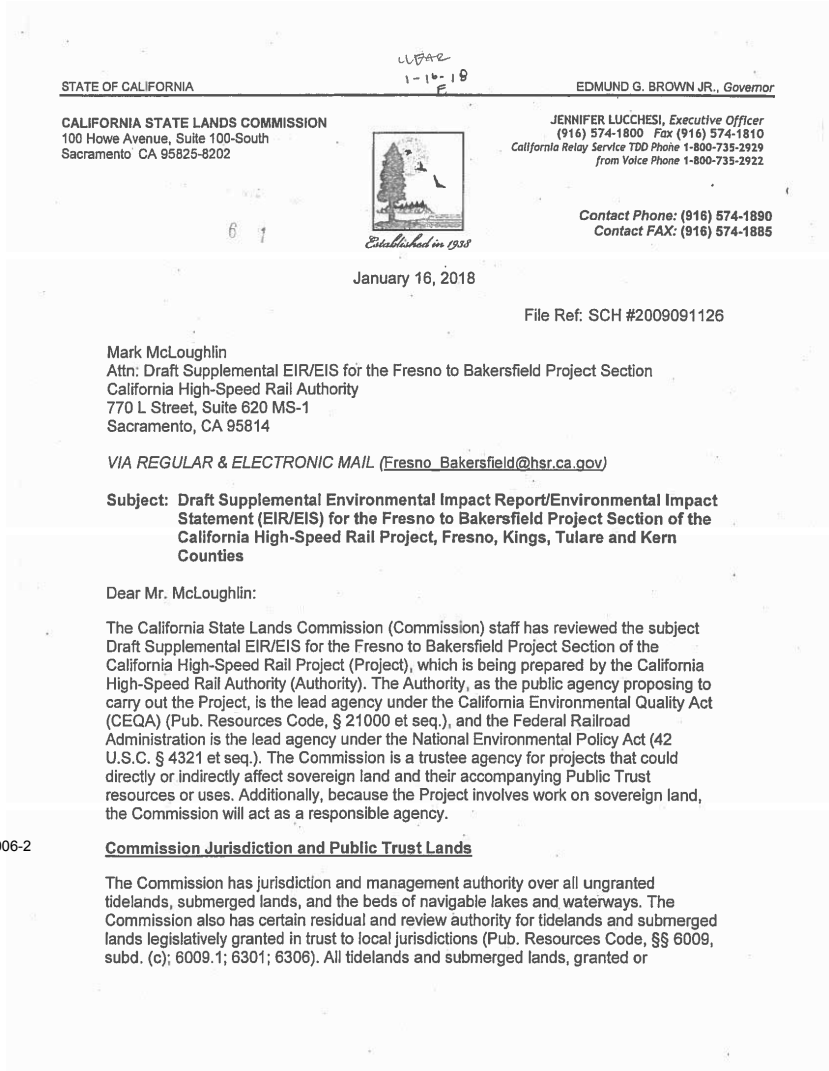 1-16-18
STATE OF CALIFORNIA
EDMUND G. BROWN JR., Governor
CALIFORNIA STATE LANDS COMMISSION
100 Howe Avenue, Suite 100-South
Sacramento CA 95825-8202
JENNIFER LUCCHESI, Executive Officer
(916) 574-1800 Fax (916) 574-1810
California Relay Service TDD Phone 1-800-735-2929
from Voice Phone 1-800-735-2922
Contact Phone: (916) 574-1890
Contact FAX: (916) 574-1885
Established in 1938
January 16, 2018
File Ref: SCH #2009091126
Mark McLoughlin
Attn: Draft Supplemental EIR/EIS for the Fresno to Bakersfield Project Section
California High-Speed Rail Authority
770 L Street, Suite 620 MS-1
Sacramento, CA 95814
VIA REGULAR & ELECTRONIC MAIL (Fresno_Bakersfield@hsr.ca.gov)
Subject: Draft Supplemental Environmental Impact Report/Environmental Impact
Statement (EIR/EIS) for the Fresno to Bakersfield Project Section of the
California High-Speed Rail Project, Fresno, Kings, Tulare and Kern
Counties
Dear Mr. McLoughlin:
The California State Lands Commission (Commission) staff has reviewed the subject
Draft Supplemental EIR/EIS for the Fresno to Bakersfield Project Section of the
California High-Speed Rail Project (Project), which is being prepared by the California
High-Speed Rail Authority (Authority). The Authority, as the public agency proposing to
carry out the Project, is the lead agency under the California Environmental Quality Act
(CEQA) (Pub. Resources Code, § 21000 et seq.), and the Federal Railroad
Administration is the lead agency under the National Environmental Policy Act (42
U.S.C. § 4321 et seq.). The Commission is a trustee agency for projects that could
directly or indirectly affect sovereign land and their accompanying Public Trust
resources or uses. Additionally, because the Project involves work on sovereign land,
the Commission will act as a responsible agency.
006-2
Commission Jurisdiction and Public Trust Lands
The Commission has jurisdiction and management authority over all ungranted
tidelands, submerged lands, and the beds of navigable lakes and waterways. The
Commission also has certain residual and review authority for tidelands and submerged
lands legislatively granted in trust to local jurisdictions (Pub. Resources Code, §§ 6009,
subd. (c); 6009.1; 6301; 6306). All tidelands and submerged lands, granted or